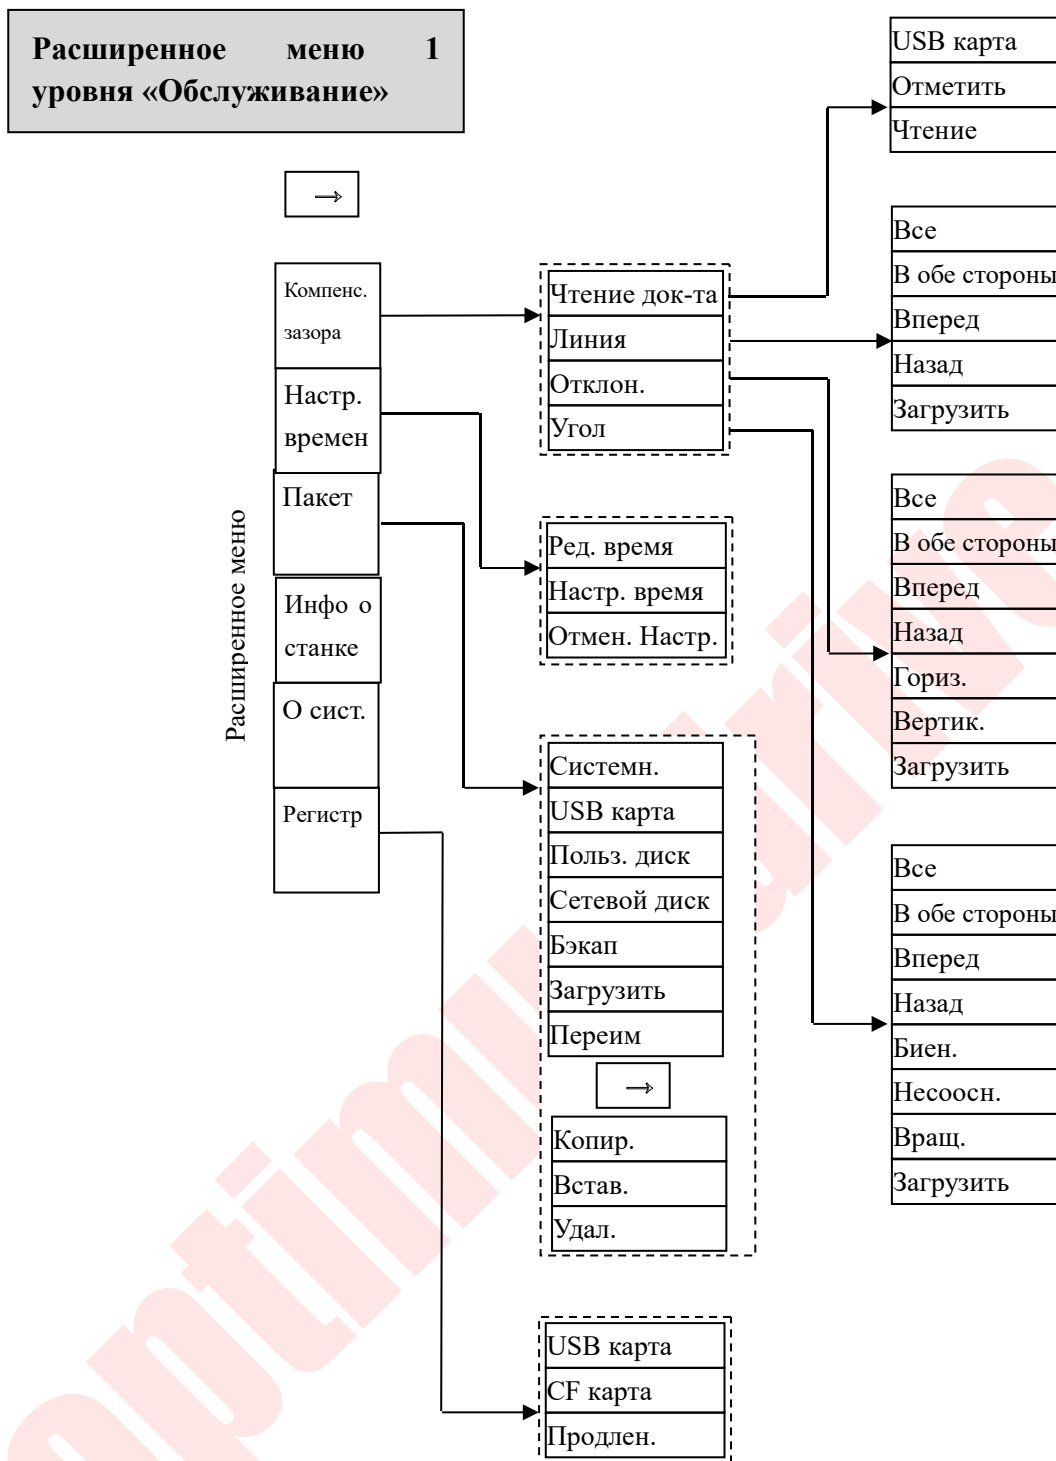 Расширенное меню 1
уровня «Обслуживание»
→
Расширенное меню
Компенс.
зазора
Настр.
времен
Пакет
Инфо о
станке
О сист.
Регистр
Чтение док-та
Линия
Отклон.
Угол
Ред. время
Настр. время
Отмен. Настр.
Системн.
USB карта
Польз. диск
Сетевой диск
Бэкап
Загрузить
Переим
→
Копир.
Встав.
Удал.
USB карта
CF карта
Продлен.
USB карта
Отметить
Чтение
Все
В обе стороны
Вперед
Назад
Загрузить
Все
В обе стороны
Вперед
Назад
Гориз.
Вертик.
Загрузить
Все
В обе стороны
Вперед
Назад
Биен.
Несоосн.
Вращ.
Загрузить
optimusdrive